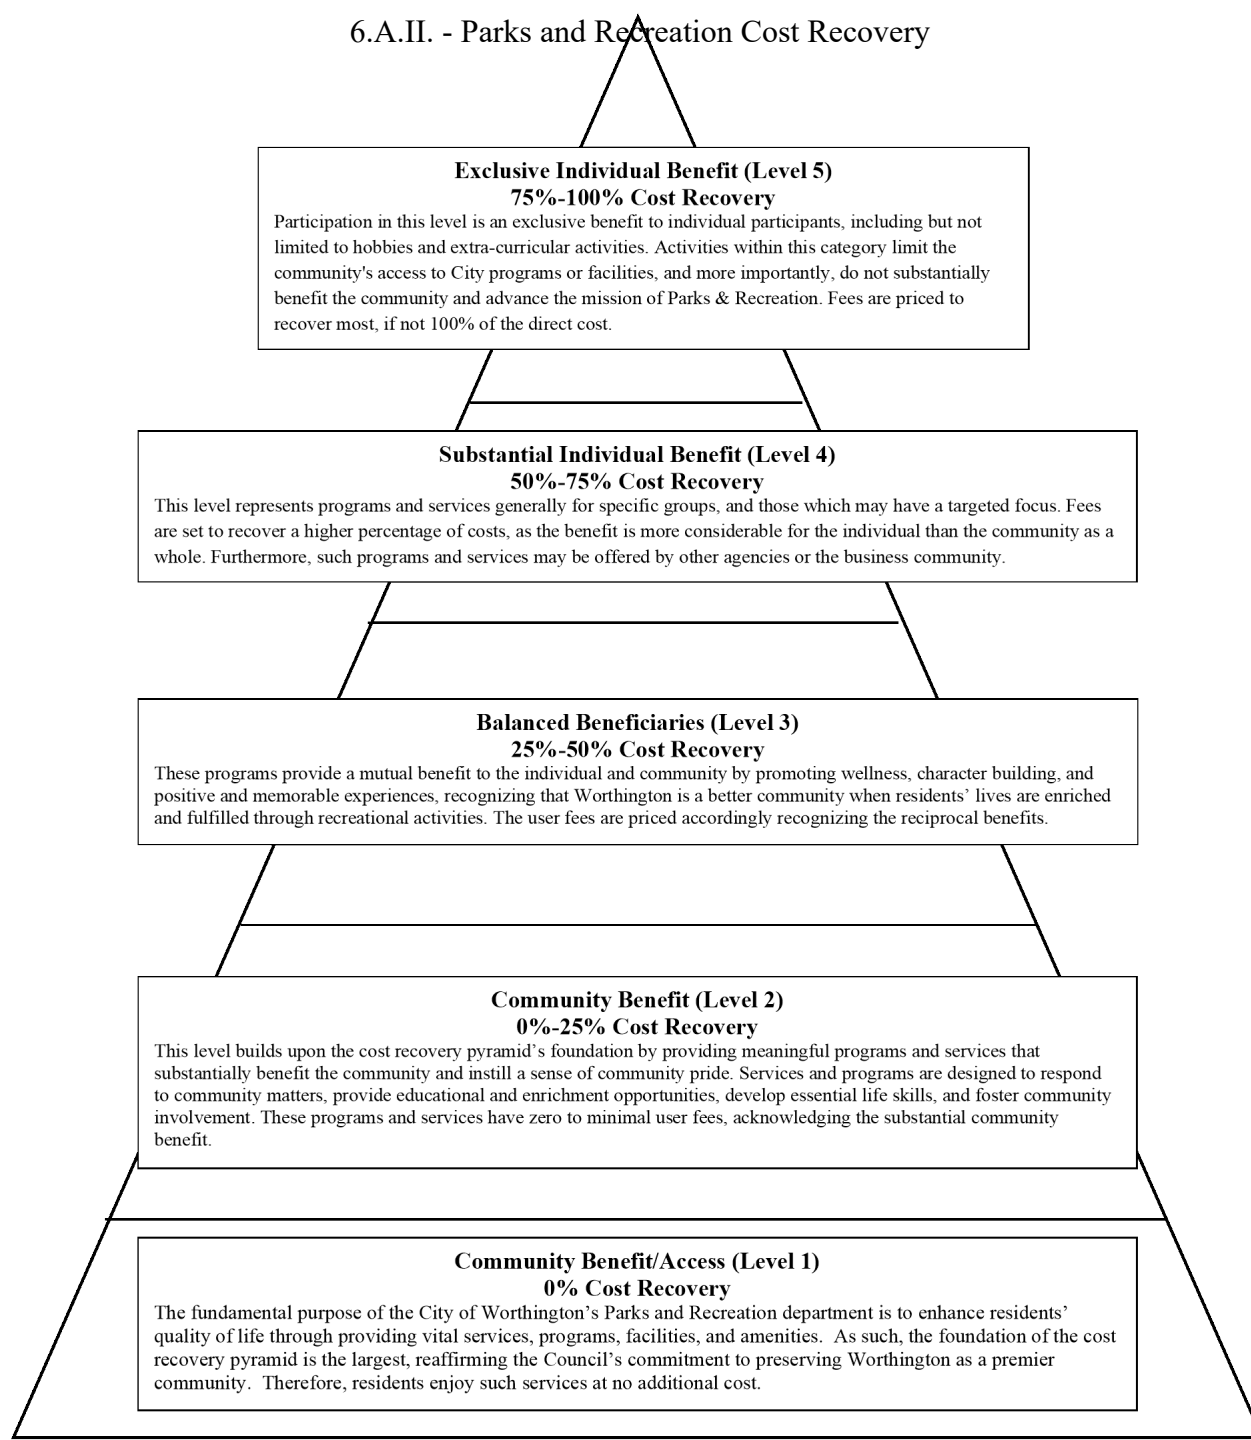 6.A.II. - Parks and Recreation Cost Recovery
Exclusive Individual Benefit (Level 5)
75%-100% Cost Recovery
Participation in this level is an exclusive benefit to individual participants, including but not
limited to hobbies and extra-curricular activities. Activities within this category limit the
community's access to City programs or facilities, and more importantly, do not substantially
benefit the community and advance the mission of Parks & Recreation. Fees are priced to
recover most, if not 100% of the direct cost.
Substantial Individual Benefit (Level 4)
50%-75% Cost Recovery
This level represents programs and services generally for specific groups, and those which may have a targeted focus. Fees
are set to recover a higher percentage of costs, as the benefit is more considerable for the individual than the community as a
whole. Furthermore, such programs and services may be offered by other agencies or the business community.
Balanced Beneficiaries (Level 3)
25%-50% Cost Recovery
These programs provide a mutual benefit to the individual and community by promoting wellness, character building, and
positive and memorable experiences, recognizing that Worthington is a better community when residents’ lives are enriched
and fulfilled through recreational activities. The user fees are priced accordingly recognizing the reciprocal benefits.
Community Benefit (Level 2)
0%-25% Cost Recovery
This level builds upon the cost recovery pyramid’s foundation by providing meaningful programs and services that
substantially benefit the community and instill a sense of community pride. Services and programs are designed to respond
to community matters, provide educational and enrichment opportunities, develop essential life skills, and foster community
involvement. These programs and services have zero to minimal user fees, acknowledging the substantial community
benefit.
Community Benefit/Access (Level 1)
0% Cost Recovery
The fundamental purpose of the City of Worthington’s Parks and Recreation department is to enhance residents’
quality of life through providing vital services, programs, facilities, and amenities.  As such, the foundation of the cost
recovery pyramid is the largest, reaffirming the Council’s commitment to preserving Worthington as a premier
community.  Therefore, residents enjoy such services at no additional cost.